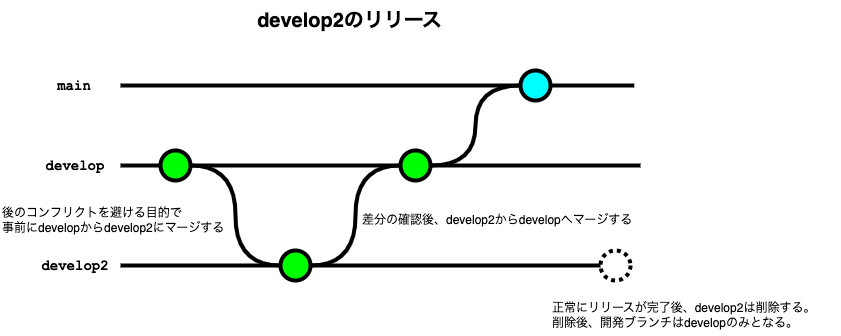 develop2のリリース
main
develop
後のコンフリクトを避ける目的で
事前にdevelopからdevelop2にマージする
差分の確認後、develop2からdevelopへマージする
develop2
正常にリリースが完了後、develop2は削除する。
削除後、開発ブランチはdevelopのみとなる。